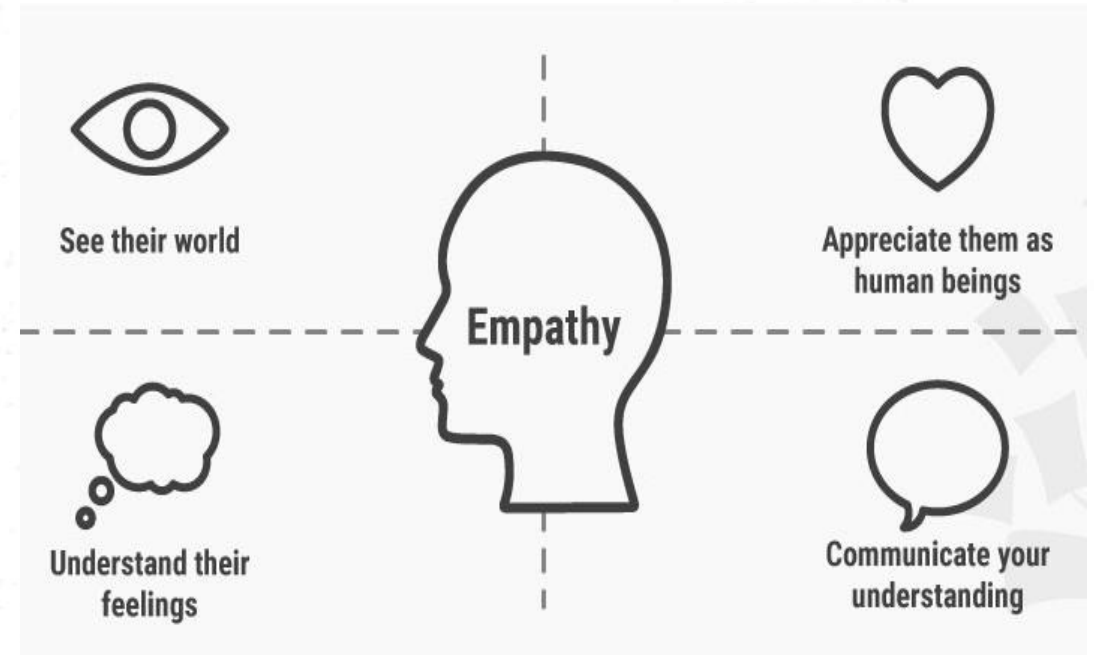 See their world
Appreciate them as
human beings
Empathy
Understand their
feelings
Communicate your
understanding